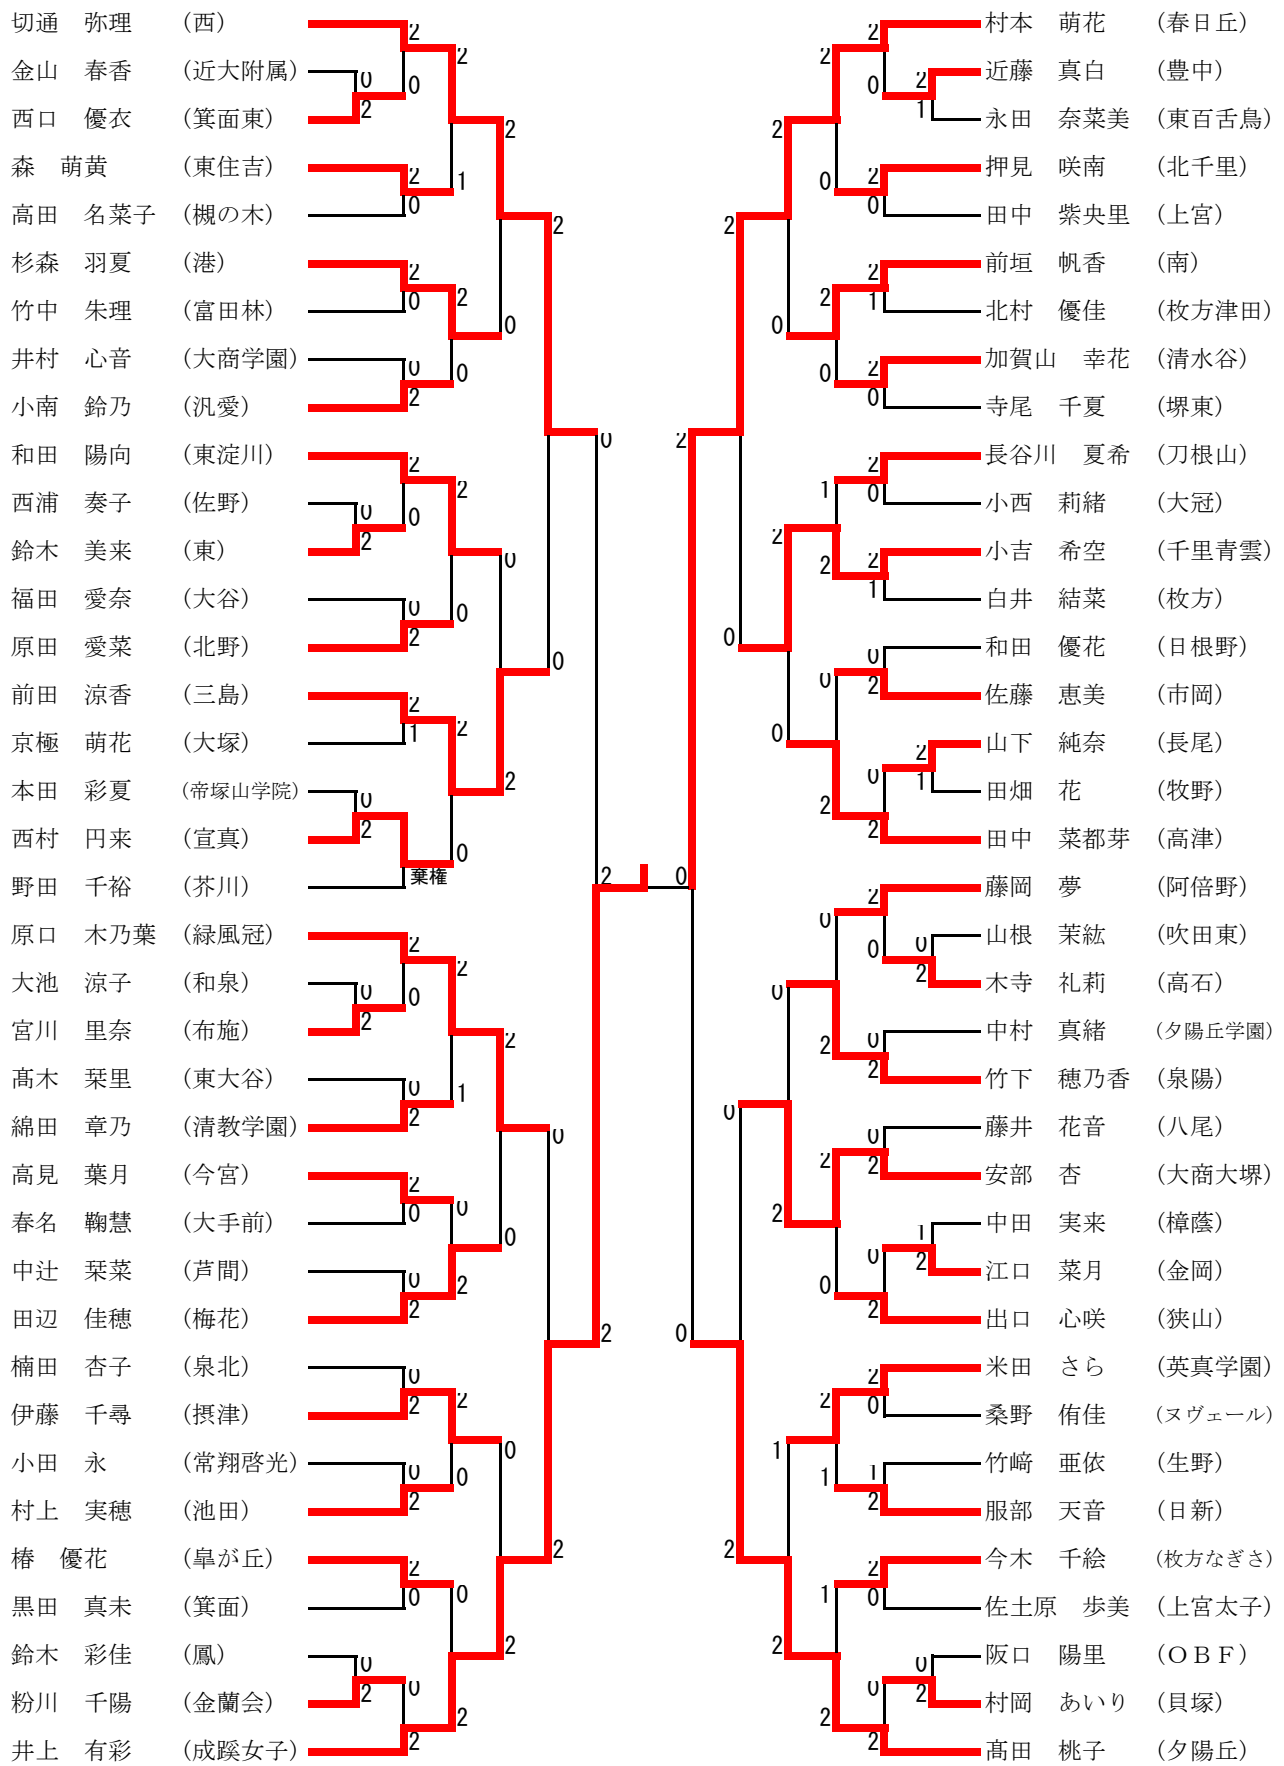 切通　弥理　(西)
金山　春香　(近大附属)
西口　優衣　(箕面東)
森　萌黄　(東住吉)
高田　名菜子　(槻の木)
杉森　羽夏　(港)
竹中　朱理　(富田林)
井村　心音　(大商学園)
小南　鈴乃　(汎愛)
和田　陽向　(東淀川)
西浦　奏子　(佐野)
鈴木　美来　(東)
福田　愛奈　(大谷)
原田　愛菜　(北野)
前田　涼香　(三島)
京極　萌花　(大塚)
本田　彩夏　(帝塚山学院)
西村　円来　(宣真)
野田　千裕　(芥川)
棄権
原口　木乃葉　(緑風冠)
大池　涼子　(和泉)
宮川　里奈　(布施)
髙木　栞里　(東大谷)
綿田　章乃　(清教学園)
高見　葉月　(今宮)
春名　鞠慧　(大手前)
中辻　栞菜　(芦間)
田辺　佳穂　(梅花)
楠田　杏子　(泉北)
伊藤　千尋　(摂津)
小田　永　(常翔啓光)
村上　実穂　(池田)
椿　優花　(皐が丘)
黒田　真未　(箕面)
鈴木　彩佳　(鳳)
粉川　千陽　(金蘭会)
井上　有彩　(成蹊女子)
村本　萌花　(春日丘)
近藤　真白　(豊中)
永田　奈菜美　(東百舌鳥)
押見　咲南　(北千里)
田中　紫央里　(上宮)
前垣　帆香　(南)
北村　優佳　(枚方津田)
加賀山　幸花　(清水谷)
寺尾　千夏　(堺東)
長谷川　夏希　(刀根山)
小西　莉緒　(大冠)
小吉　希空　(千里青雲)
白井　結菜　(枚方)
和田　優花　(日根野)
佐藤　恵美　(市岡)
山下　純奈　(長尾)
田畑　花　(牧野)
田中　菜都芽　(高津)
藤岡　夢　(阿倍野)
山根　茉紘　(吹田東)
木寺　礼莉　(高石)
中村　真緒　(夕陽丘学園)
竹下　穂乃香　(泉陽)
藤井　花音　(八尾)
安部　杏　(大商大堺)
中田　実来　(樟蔭)
江口　菜月　(金岡)
出口　心咲　(狭山)
米田　さら　(英真学園)
桑野　侑佳　(ヌヴェール)
竹﨑　亜依　(生野)
服部　天音　(日新)
今木　千絵　(枚方なぎさ)
佐土原　歩美　(上宮太子)
阪口　陽里　(ＯＢＦ)
村岡　あいり　(貝塚)
髙田　桃子　(夕陽丘)